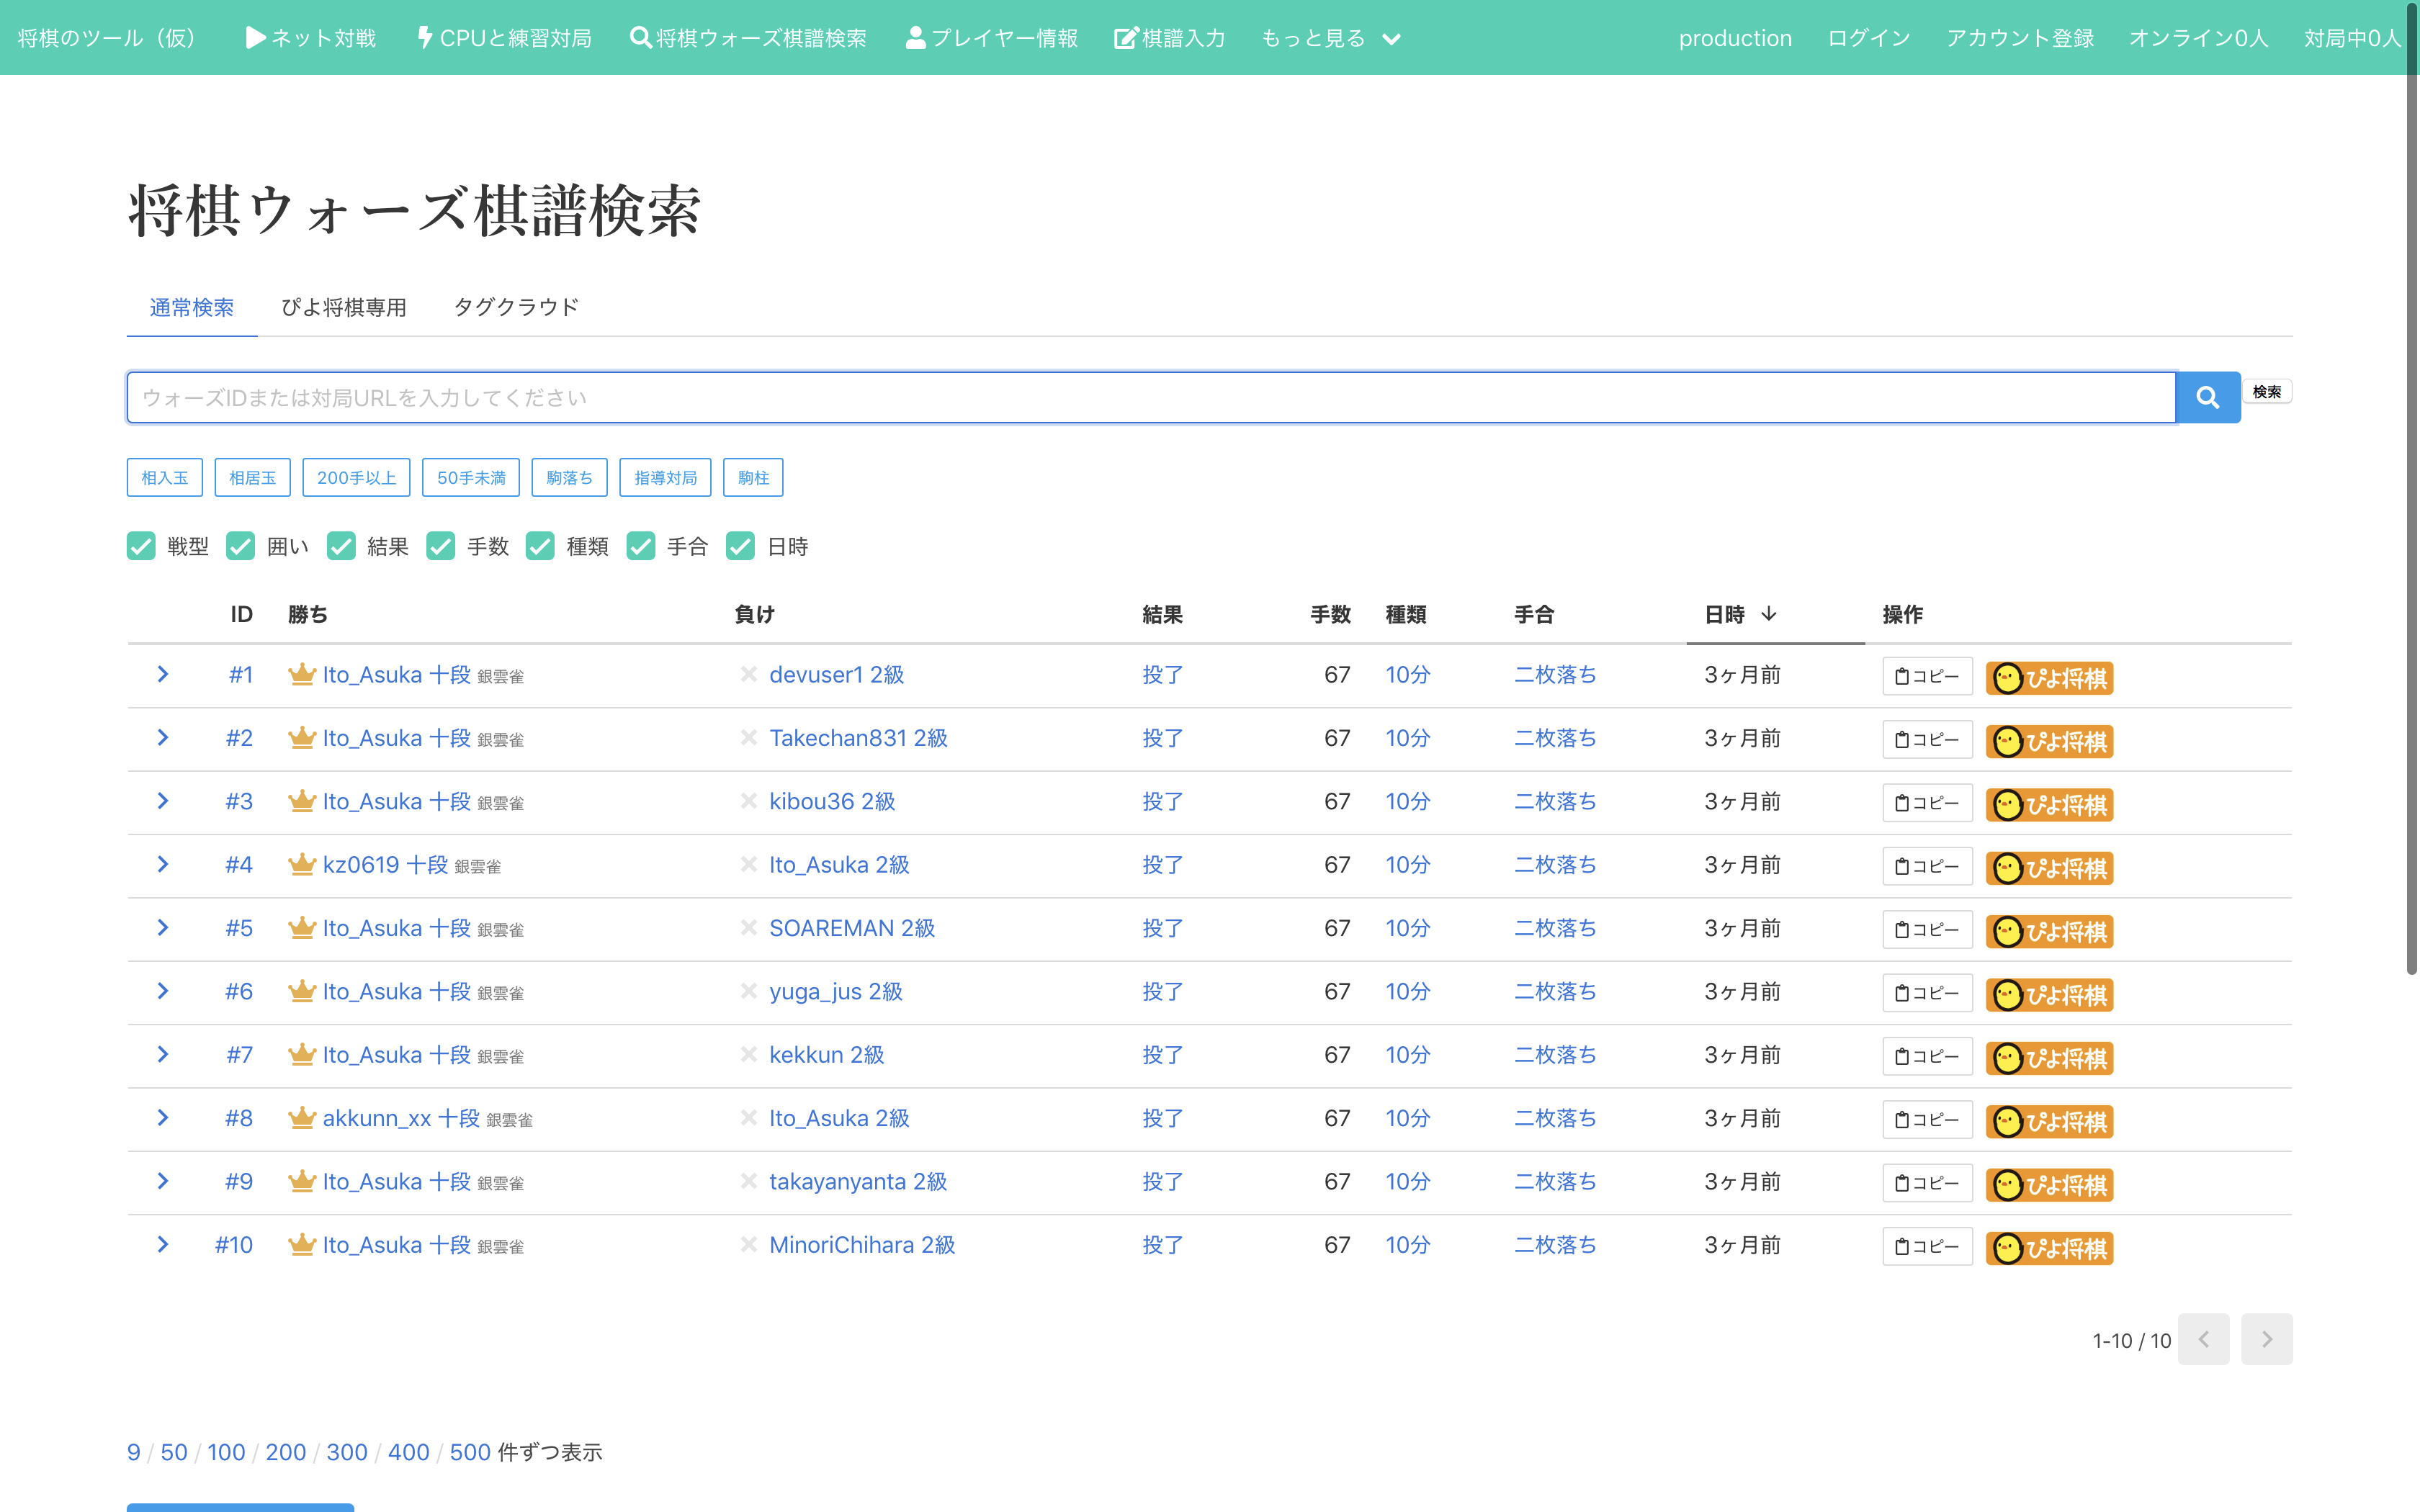 将棋のツール（仮） ネット対戦 CPUと練習対局 将棋ウォーズ棋譜検索 プレイヤー情報 棋譜入力 もっと見る production ログイン アカウント登録 オンライン0人 対局中0人
将棋ウォーズ棋譜検索
通常検索 ぴよ将棋専用 タグクラウド
ウォーズIDまたは対局URLを入力してください 検索
相入玉 相居玉 200手以上 50手未満 駒落ち 指導対局 駒柱
戦型 囲い 結果 手数 種類 手合 日時
ID 勝ち 負け 結果 手数 種類 手合 日時 操作
#1 Ito_Asuka 十段 銀雲雀 devuser1 2級 投了 67 10分 二枚落ち 3ヶ月前 コピー ぴよ将棋
#2 Ito_Asuka 十段 銀雲雀 Takechan831 2級 投了 67 10分 二枚落ち 3ヶ月前 コピー ぴよ将棋
#3 Ito_Asuka 十段 銀雲雀 kibou36 2級 投了 67 10分 二枚落ち 3ヶ月前 コピー ぴよ将棋
#4 kz0619 十段 銀雲雀 Ito_Asuka 2級 投了 67 10分 二枚落ち 3ヶ月前 コピー ぴよ将棋
#5 Ito_Asuka 十段 銀雲雀 SOAREMAN 2級 投了 67 10分 二枚落ち 3ヶ月前 コピー ぴよ将棋
#6 Ito_Asuka 十段 銀雲雀 yuga_jus 2級 投了 67 10分 二枚落ち 3ヶ月前 コピー ぴよ将棋
#7 Ito_Asuka 十段 銀雲雀 kekkun 2級 投了 67 10分 二枚落ち 3ヶ月前 コピー ぴよ将棋
#8 akkunn_xx 十段 銀雲雀 Ito_Asuka 2級 投了 67 10分 二枚落ち 3ヶ月前 コピー ぴよ将棋
#9 Ito_Asuka 十段 銀雲雀 takayanyanta 2級 投了 67 10分 二枚落ち 3ヶ月前 コピー ぴよ将棋
#10 Ito_Asuka 十段 銀雲雀 MinoriChihara 2級 投了 67 10分 二枚落ち 3ヶ月前 コピー ぴよ将棋
1-10 / 10
9 / 50 / 100 / 200 / 300 / 400 / 500 件ずつ表示